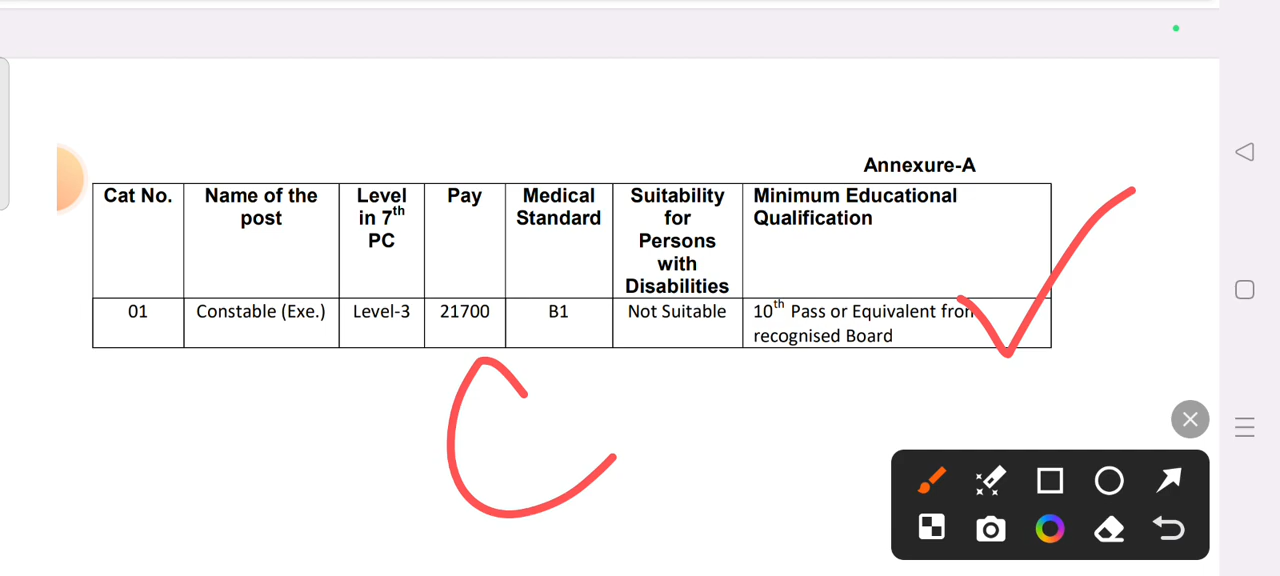 Annexure-A
Cat No.
Name of the
post
Level
in 7th
PC
Pay
Medical
Standard
Suitability
for
Persons
with
Disabilities
Minimum Educational
Qualification
01
Constable (Exe.)
Level-3
21700
B1
Not Suitable
10th Pass or Equivalent from
recognised Board